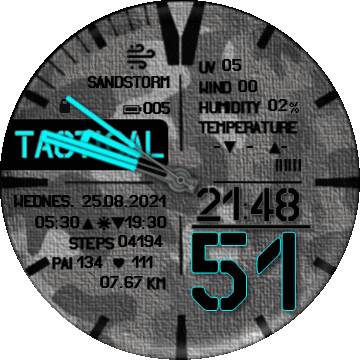 SANDSTORM
005
TACTICAL
UV 05
WIND 00
HUMIDITY 02%
TEMPERATURE
- -
WEDNES. 25.08.2021
05:30 19:30
STEPS 04194
PAI 134 111
07.67 KM
21:48
51